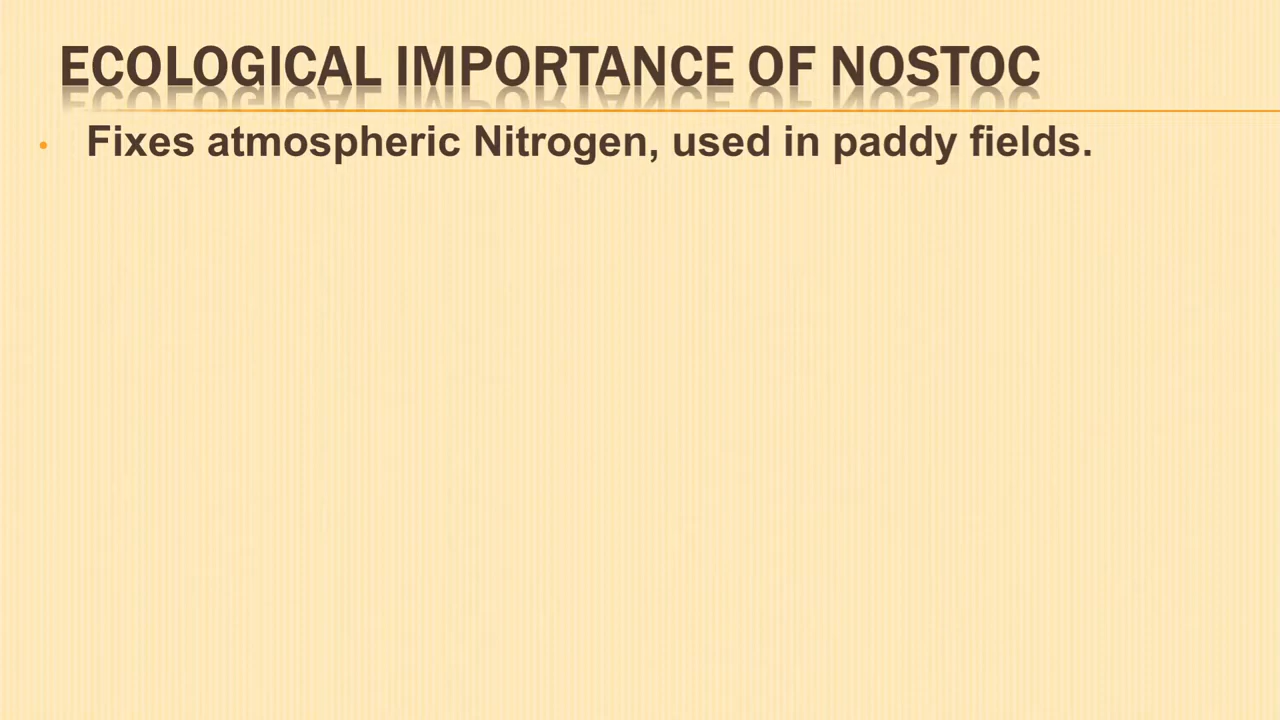 ECOLOGICAL IMPORTANCE OF NOSTOC
• Fixes atmospheric Nitrogen, used in paddy fields.